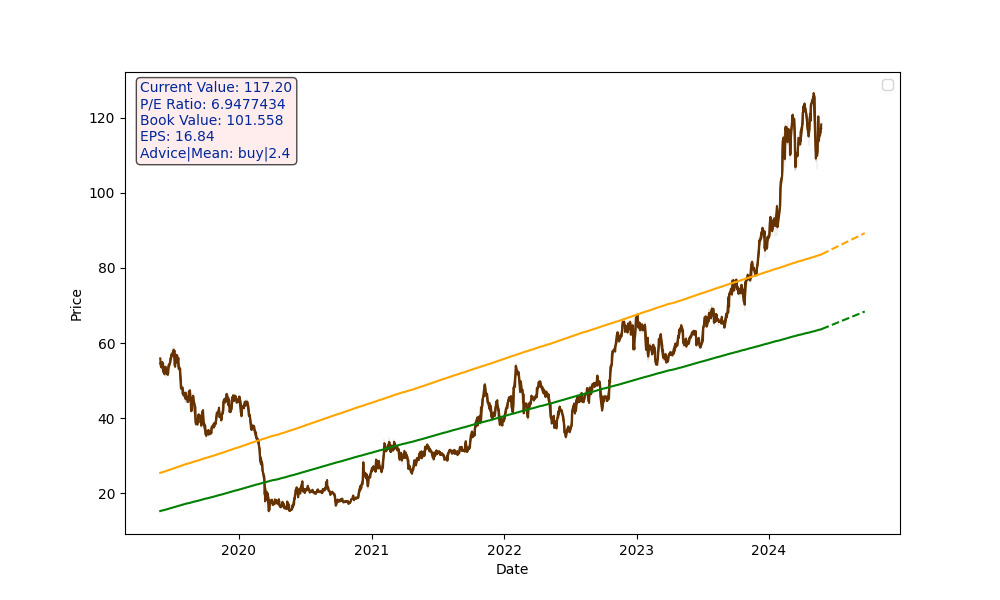 Current Value: 117.20
P/E Ratio: 6.9477434
Book Value: 101.558
EPS: 16.84
Advice|Mean: buy|2.4
120
100
80
60
40
20
Price
2020 2021 2022 2023 2024
Date